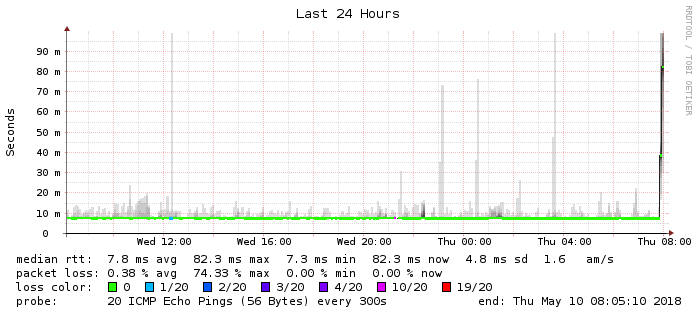 Last 24 Hours
RRDTOOL / TOBI OETIKER
Seconds
90 m
80 m
70 m
60 m
50 m
40 m
30 m
20 m
10 m
0
Wed 12:00 Wed 16:00 Wed 20:00 Thu 00:00 Thu 04:00 Thu 08:00
median rtt: 7.8 ms avg 82.3 ms max 7.3 ms min 82.3 ms now 4.8 ms sd 1.6 am/s
packet loss: 0.38 % avg 74.33 % max 0.00 % min 0.00 % now
loss color: 0 1/20 2/20 3/20 4/20 10/20 19/20
probe: 20 ICMP Echo Pings (56 Bytes) every 300s end: Thu May 10 08:05:10 2018